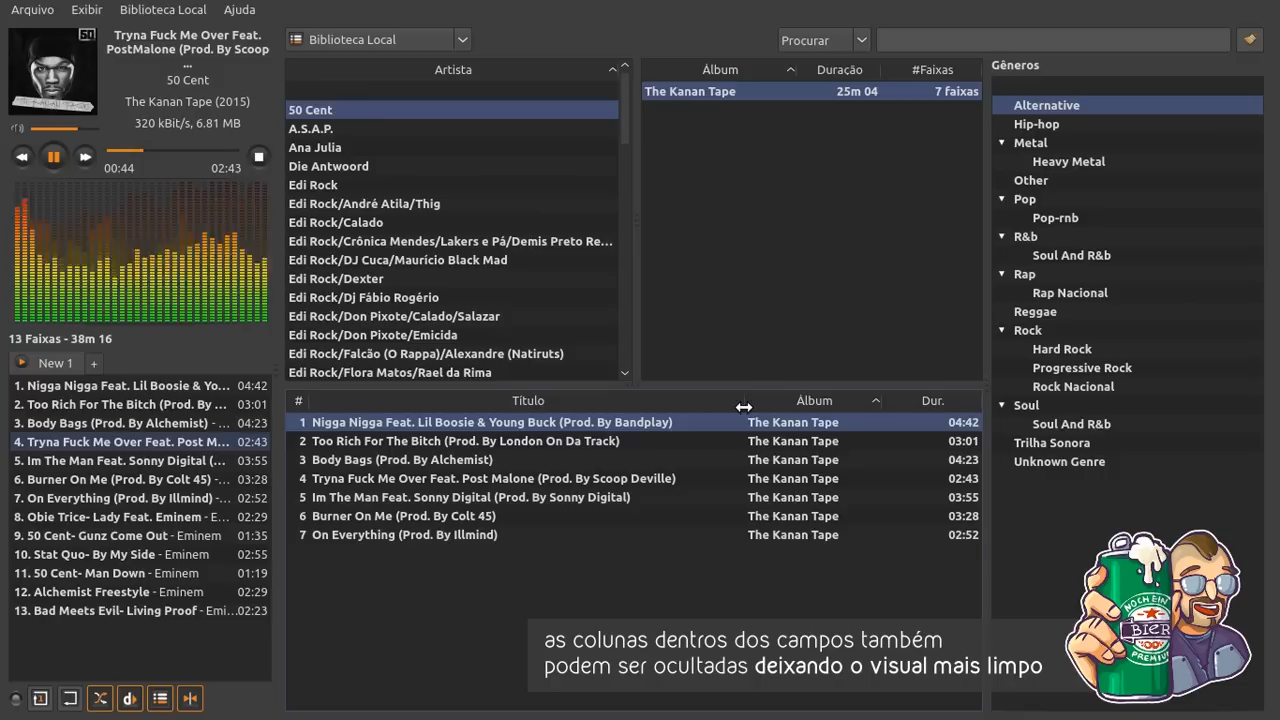 Arquivo Exibir Biblioteca Local Ajuda
Tryna Fuck Me Over Feat.
PostMalone (Prod. By Scoop
...
50 Cent
The Kanan Tape (2015)
320 kBit/s, 6.81 MB
00:44 02:43
13 Faixas - 38m 16
New 1 +
1. Nigga Nigga Feat. Lil Boosie & Yo... 04:42
2. Too Rich For The Bitch (Prod. By ... 03:01
3. Body Bags (Prod. By Alchemist) - ... 04:23
4. Tryna Fuck Me Over Feat. Post M... 02:43
5. Im The Man Feat. Sonny Digital (... 03:55
6. Burner On Me (Prod. By Colt 45) ... 03:28
7. On Everything (Prod. By Illmind) -... 02:52
8. Obie Trice- Lady Feat. Eminem - E... 02:29
9. 50 Cent- Gunz Come Out - Eminem 01:35
10. Stat Quo- By My Side - Eminem 02:55
11. 50 Cent- Man Down - Eminem 01:19
12. Alchemist Freestyle - Eminem 02:29
13. Bad Meets Evil- Living Proof - Emi... 02:23
Biblioteca Local
Procurar
Artista
50 Cent
A.S.A.P.
Ana Julia
Die Antwoord
Edi Rock
Edi Rock/André Atila/Thig
Edi Rock/Calado
Edi Rock/Crônica Mendes/Lakers e Pá/Demis Preto Re...
Edi Rock/DJ Cuca/Maurício Black Mad
Edi Rock/Dexter
Edi Rock/Dj Fábio Rogério
Edi Rock/Don Pixote/Calado/Salazar
Edi Rock/Don Pixote/Emicida
Edi Rock/Falcão (O Rappa)/Alexandre (Natiruts)
Edi Rock/Flora Matos/Rael da Rima
Álbum Duração #Faixas
The Kanan Tape 25m 04 7 faixas
# Título Álbum Dur.
1 Nigga Nigga Feat. Lil Boosie & Young Buck (Prod. By Bandplay) The Kanan Tape 04:42
2 Too Rich For The Bitch (Prod. By London On Da Track) The Kanan Tape 03:01
3 Body Bags (Prod. By Alchemist) The Kanan Tape 04:23
4 Tryna Fuck Me Over Feat. Post Malone (Prod. By Scoop Deville) The Kanan Tape 02:43
5 Im The Man Feat. Sonny Digital (Prod. By Sonny Digital) The Kanan Tape 03:55
6 Burner On Me (Prod. By Colt 45) The Kanan Tape 03:28
7 On Everything (Prod. By Illmind) The Kanan Tape 02:52
Gêneros
Alternative
Hip-hop
Metal
Heavy Metal
Other
Pop
Pop-rnb
R&b
Soul And R&b
Rap
Rap Nacional
Reggae
Rock
Hard Rock
Progressive Rock
Rock Nacional
Soul
Soul And R&b
Trilha Sonora
Unknown Genre
as colunas dentros dos campos também
podem ser ocultadas deixando o visual mais limpo
NOCH EIN
BIER
100%
PREMIUM